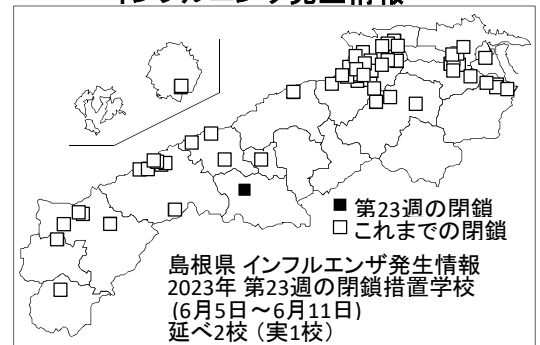 インフルエンザ発生情報
■ 第23週の閉鎖
□ これまでの閉鎖
島根県 インフルエンザ発生情報
2023年 第23週の閉鎖措置学校
(6月5日～6月11日)
延べ2校 （実1校）